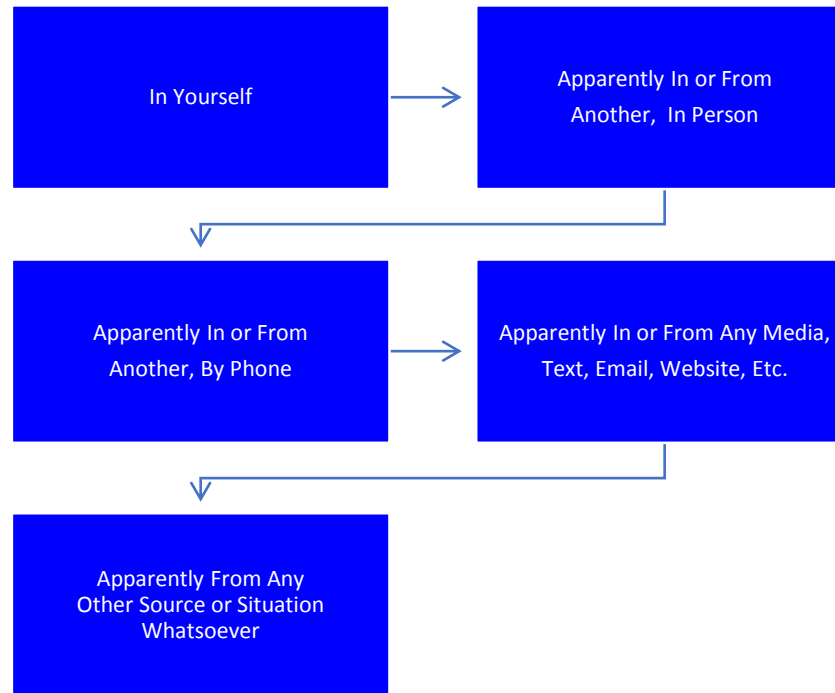 In Yourself
Apparently In or From
Another, In Person
Apparently In or From
Another, By Phone
Apparently In or From Any Media,
Text, Email, Website, Etc.
Apparently From Any
Other Source or Situation
Whatsoever